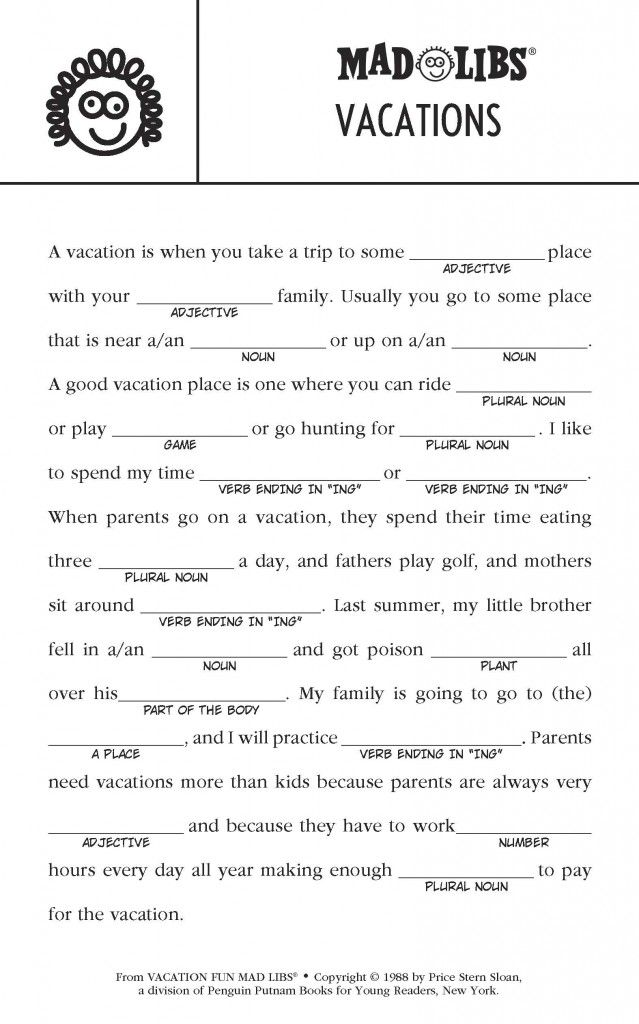 MAD LIBS®
VACATIONS
A vacation is when you take a trip to some ______________ place
ADJECTIVE
with your ______________ family. Usually you go to some place
ADJECTIVE
that is near a/an ______________ or up on a/an ______________.
NOUN NOUN
A good vacation place is one where you can ride ______________
PLURAL NOUN
or play ______________ or go hunting for ______________. I like
GAME PLURAL NOUN
to spend my time __________________ or __________________.
VERB ENDING IN "ING" VERB ENDING IN "ING"
When parents go on a vacation, they spend their time eating
three ______________ a day, and fathers play golf, and mothers
PLURAL NOUN
sit around __________________. Last summer, my little brother
VERB ENDING IN "ING"
fell in a/an ______________ and got poison ______________ all
NOUN PLANT
over his__________________. My family is going to go to (the)
PART OF THE BODY
______________, and I will practice __________________. Parents
A PLACE VERB ENDING IN "ING"
need vacations more than kids because parents are always very
______________ and because they have to work______________
ADJECTIVE NUMBER
hours every day all year making enough ______________ to pay
PLURAL NOUN
for the vacation.
From VACATION FUN MAD LIBS® • Copyright © 1988 by Price Stern Sloan,
a division of Penguin Putnam Books for Young Readers, New York.